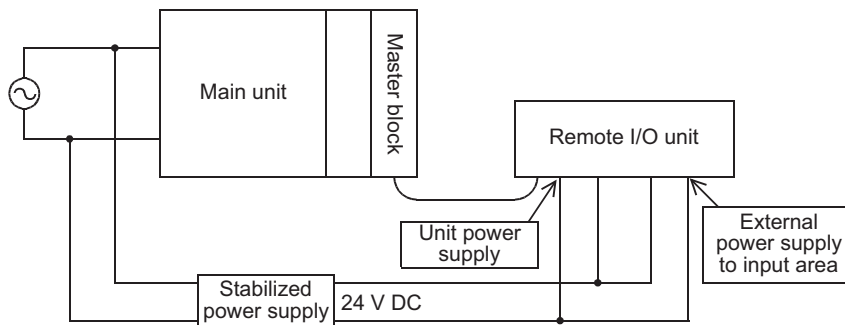 Main unit
Master block
Remote I/O unit
Unit power
supply
External
power supply
to input area
Stabilized
power supply
24 V DC